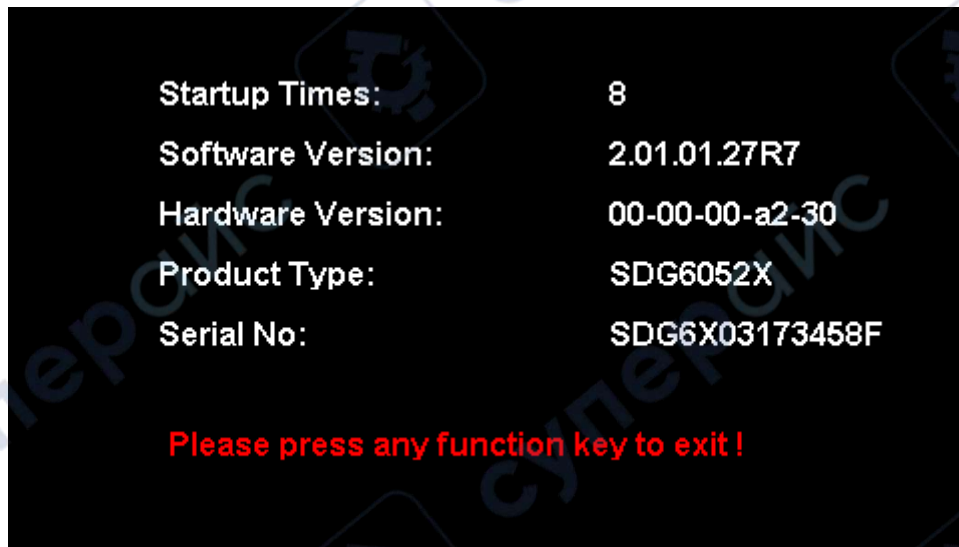 Startup Times: 8
Software Version: 2.01.01.27R7
Hardware Version: 00-00-00-a2-30
Product Type: SDG6052X
Serial No: SDG6X03173458F
Please press any function key to exit !
суперайс